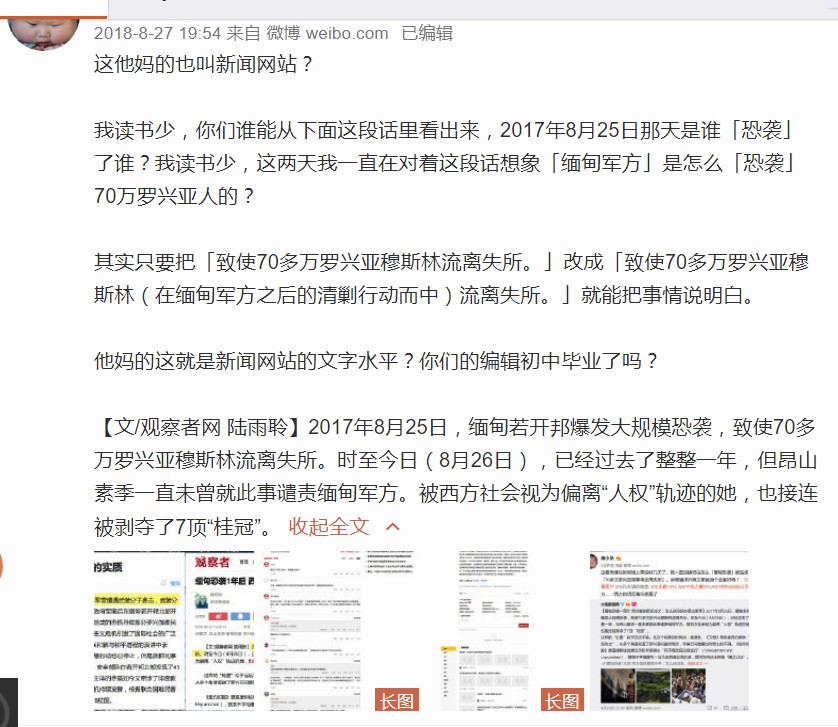 2018-8-27 19:54 来自 微博 weibo.com 已编辑
这他妈的也叫新闻网站？
我读书少，你们谁能从下面这段话里看出来，2017年8月25日那天是谁「恐袭」
了谁？我读书少，这两天我一直在对着这段话想象「缅甸军方」是怎么「恐袭」
70万罗兴亚人的？
其实只要把「致使70多万罗兴亚穆斯林流离失所。」改成「致使70多万罗兴亚穆
斯林（在缅甸军方之后的清剿行动而中）流离失所。」就能把事情说明白。
他妈的这就是新闻网站的文字水平？你们的编辑初中毕业了吗？
【文/观察者网 陆雨聆】2017年8月25日，缅甸若开邦爆发大规模恐袭，致使70多
万罗兴亚穆斯林流离失所。时至今日（8月26日），已经过去了整整一年，但昂山
素季一直未曾就此事谴责缅甸军方。被西方社会视为偏离“人权”轨迹的她，也接连
被剥夺了7顶“桂冠”。 收起全文
的实质
观察者
缅甸恐袭1年后 西
长图
长图